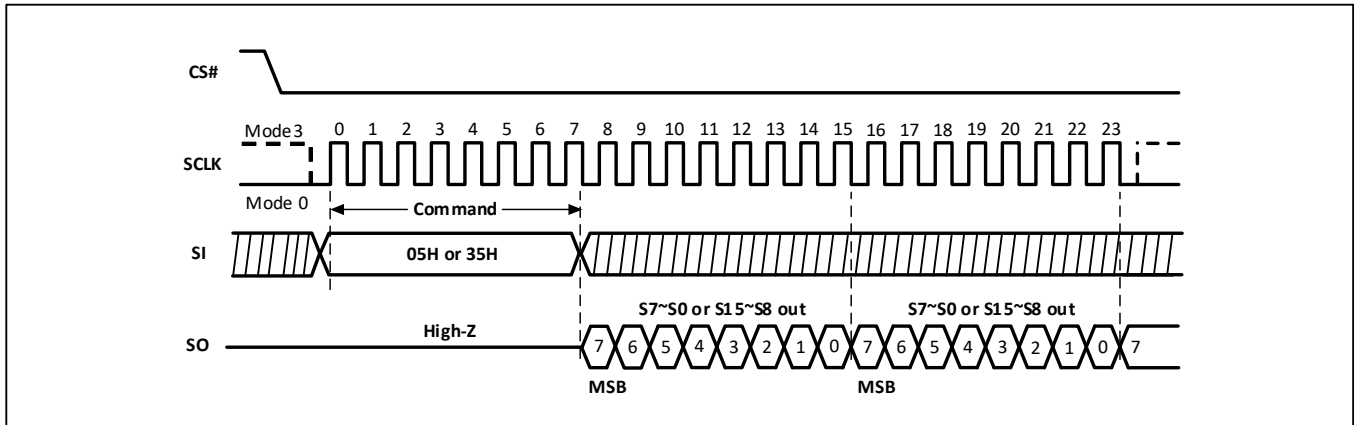 CS#
Mode3
0 1 2 3 4 5 6 7 8 9 10 11 12 13 14 15 16 17 18 19 20 21 22 23
SCLK
Mode 0
Command
SI
05H or 35H
S7~S0 or S15~S8 out S7~S0 or S15~S8 out
High-Z
SO
7 6 5 4 3 2 1 0 7 6 5 4 3 2 1 0 7
MSB MSB